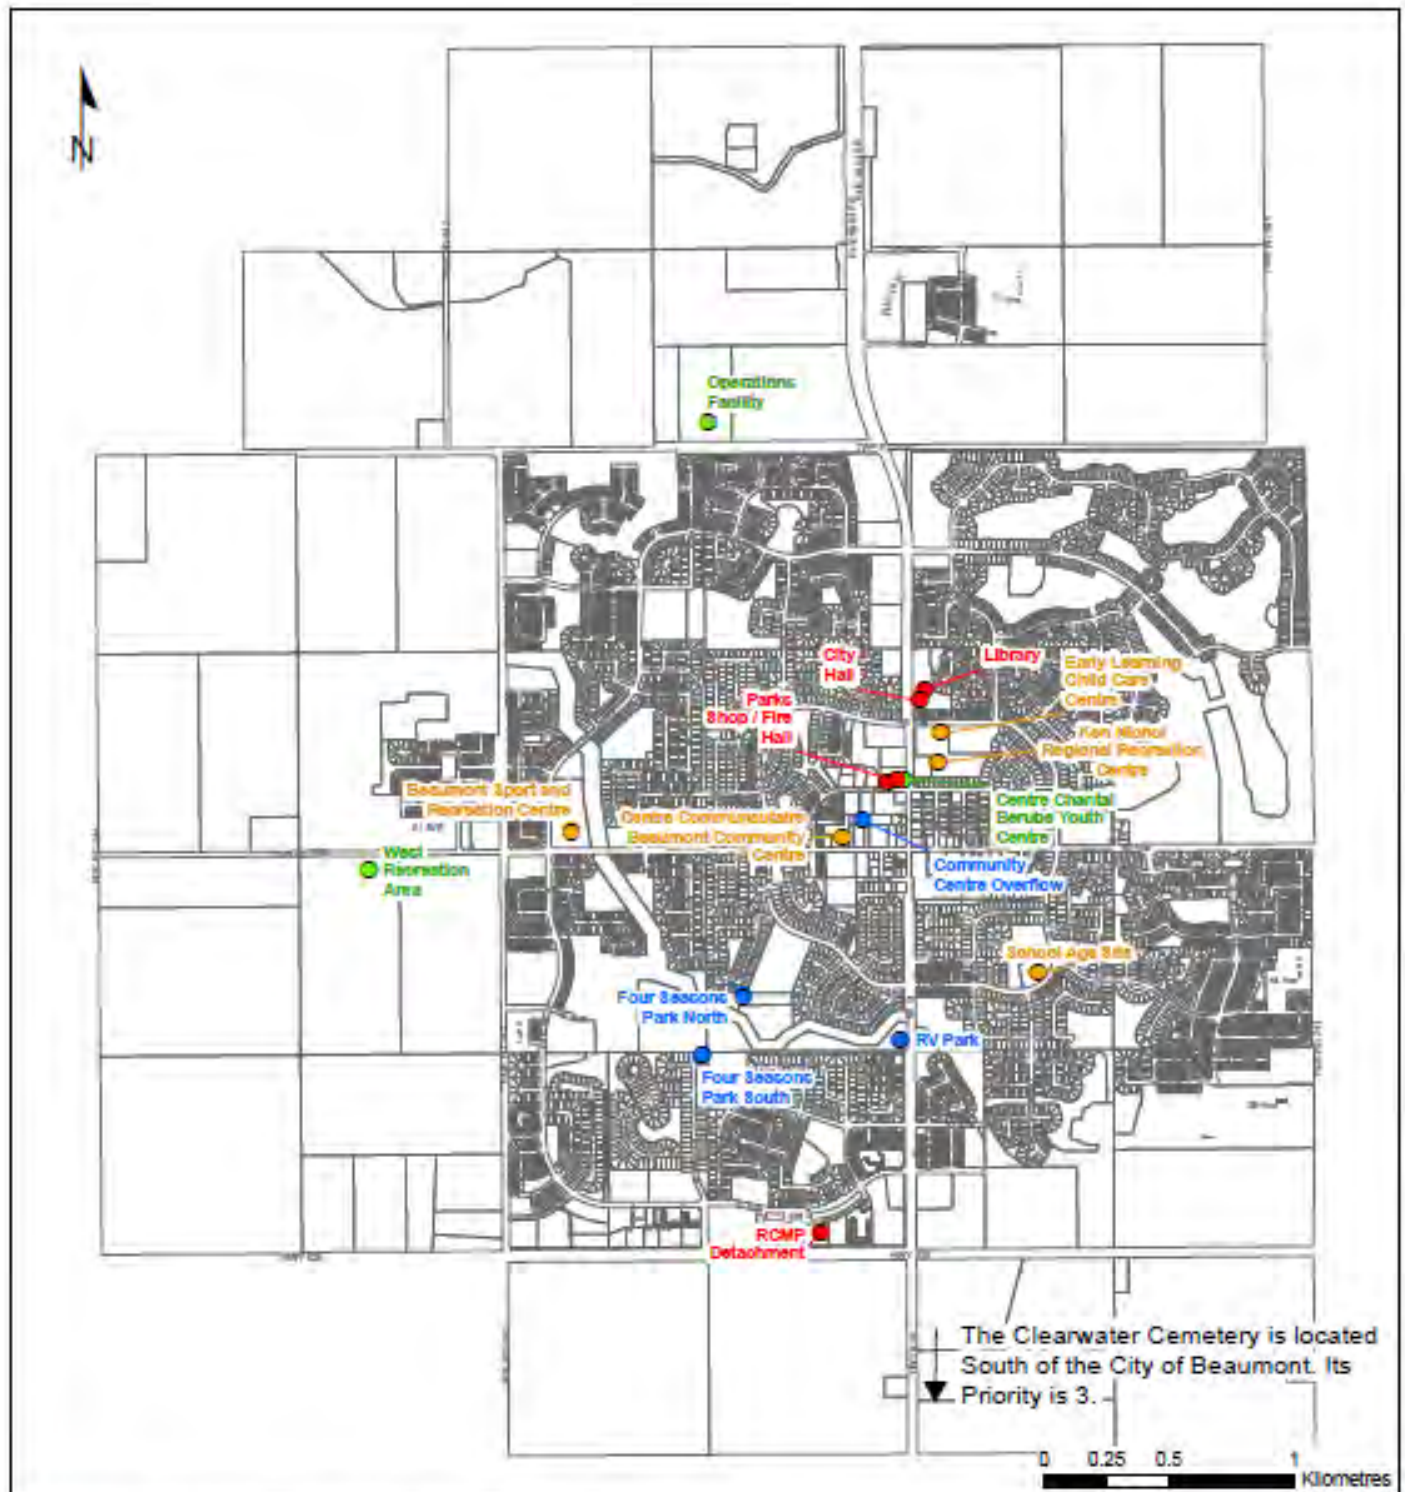 N
Operations
Facility
City
Hall
Library
Early Learning
Child Care
Centre
Parks
Shop / Fire
Hall
Ken Nichol
Regional Recreation
Centre
Beaumont Sport and
Recreation Centre
Centre Communautaire
Beaumont Community
Centre
Centre Chantal
Berube Youth
Centre
West
Recreation
Area
Community
Centre Overflow
School Age Site
Four Seasons
Park North
RV Park
Four Seasons
Park South
RCMP
Detachment
The Clearwater Cemetery is located
South of the City of Beaumont. Its
Priority is 3.
0 0.25 0.5 1
Kilometres